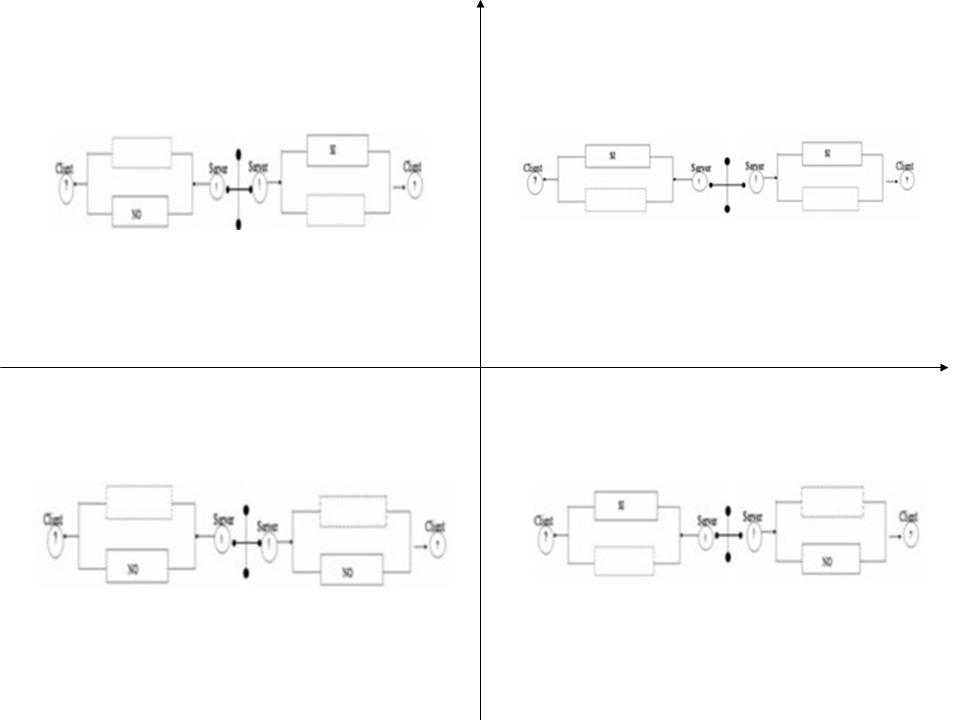 SI
Server Server
Client Client
? ! ! ?
NO
SI
SI
Client Server Server Client
? ! ! ?
Client Server Server Client
? ! ! ?
NO
NO
SI
Client Server Server Client
? ! ! ?
NO